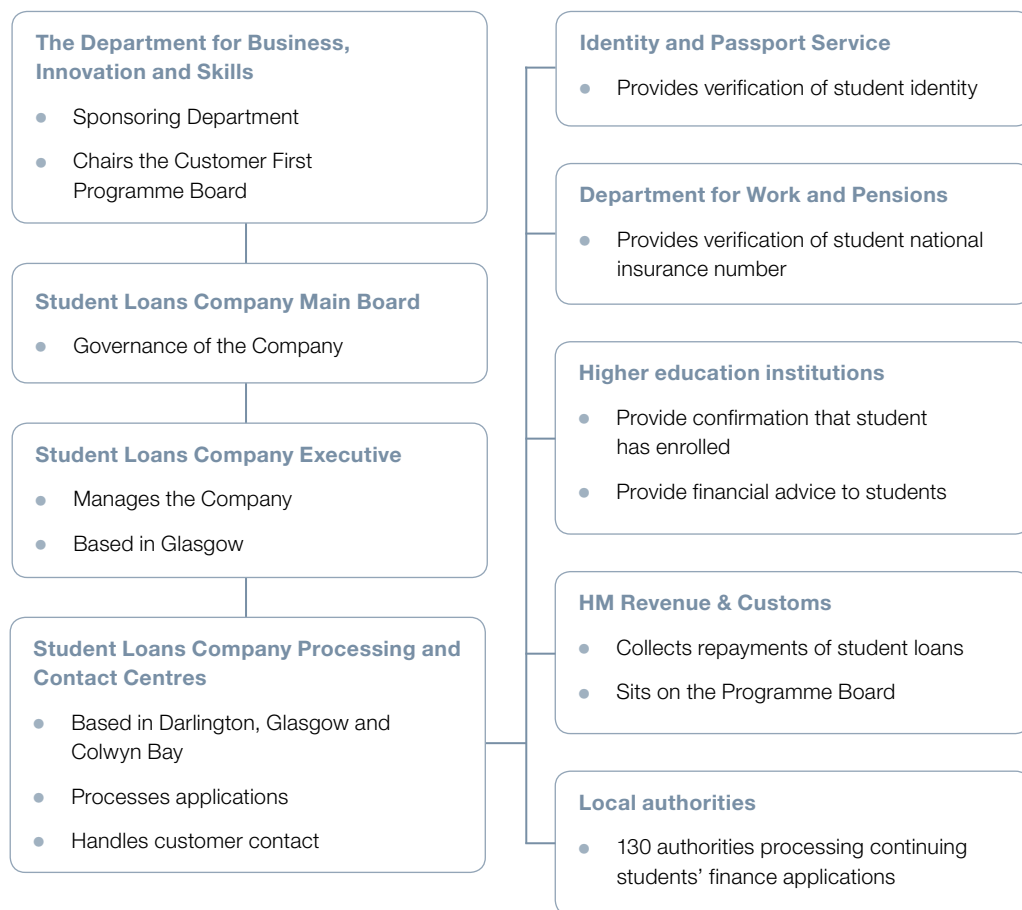 The Department for Business,
Innovation and Skills
• Sponsoring Department
• Chairs the Customer First
Programme Board
Student Loans Company Main Board
• Governance of the Company
Student Loans Company Executive
• Manages the Company
• Based in Glasgow
Student Loans Company Processing and
Contact Centres
• Based in Darlington, Glasgow and
Colwyn Bay
• Processes applications
• Handles customer contact
Identity and Passport Service
• Provides verification of student identity
Department for Work and Pensions
• Provides verification of student national
insurance number
Higher education institutions
• Provide confirmation that student
has enrolled
• Provide financial advice to students
HM Revenue & Customs
• Collects repayments of student loans
• Sits on the Programme Board
Local authorities
• 130 authorities processing continuing
students’ finance applications